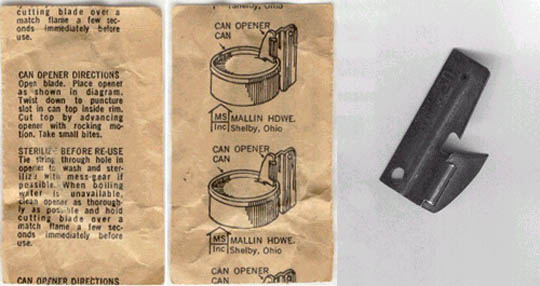 cutting blade over a
match flame a few sec-
onds immediately before
use.
CAN OPENER DIRECTIONS
Open blade. Place opener
as shown in diagram.
Twist down to puncture
slot in can top inside rim.
Cut top by advancing
opener with rocking mo-
tion. Take small bites.
STERILIZE BEFORE RE-USE
Tie string through hole in
opener to wash and ster-
ilize with mess-gear if
possible. When boiling
water is unavailable,
clean opener as thorough-
ly as possible and hold
cutting blade over a
match flame a few sec-
onds immediately before
use.
CAN OPENER DIRECTIONS
Shelby, Ohio
CAN OPENER
CAN
MS
Inc
MALLIN HDWE.
Shelby, Ohio
CAN OPENER
CAN
MS
Inc
MALLIN HDWE.
Shelby, Ohio
CAN OPENER
CAN